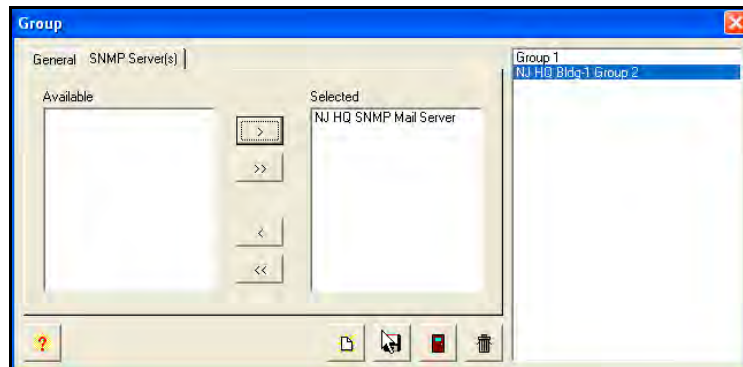 Group
General SNMP Server(s)
Available
Selected
NJ HQ SNMP Mail Server
>
>>
<
<<
?
Group 1
NJ HQ Bldg-1 Group 2